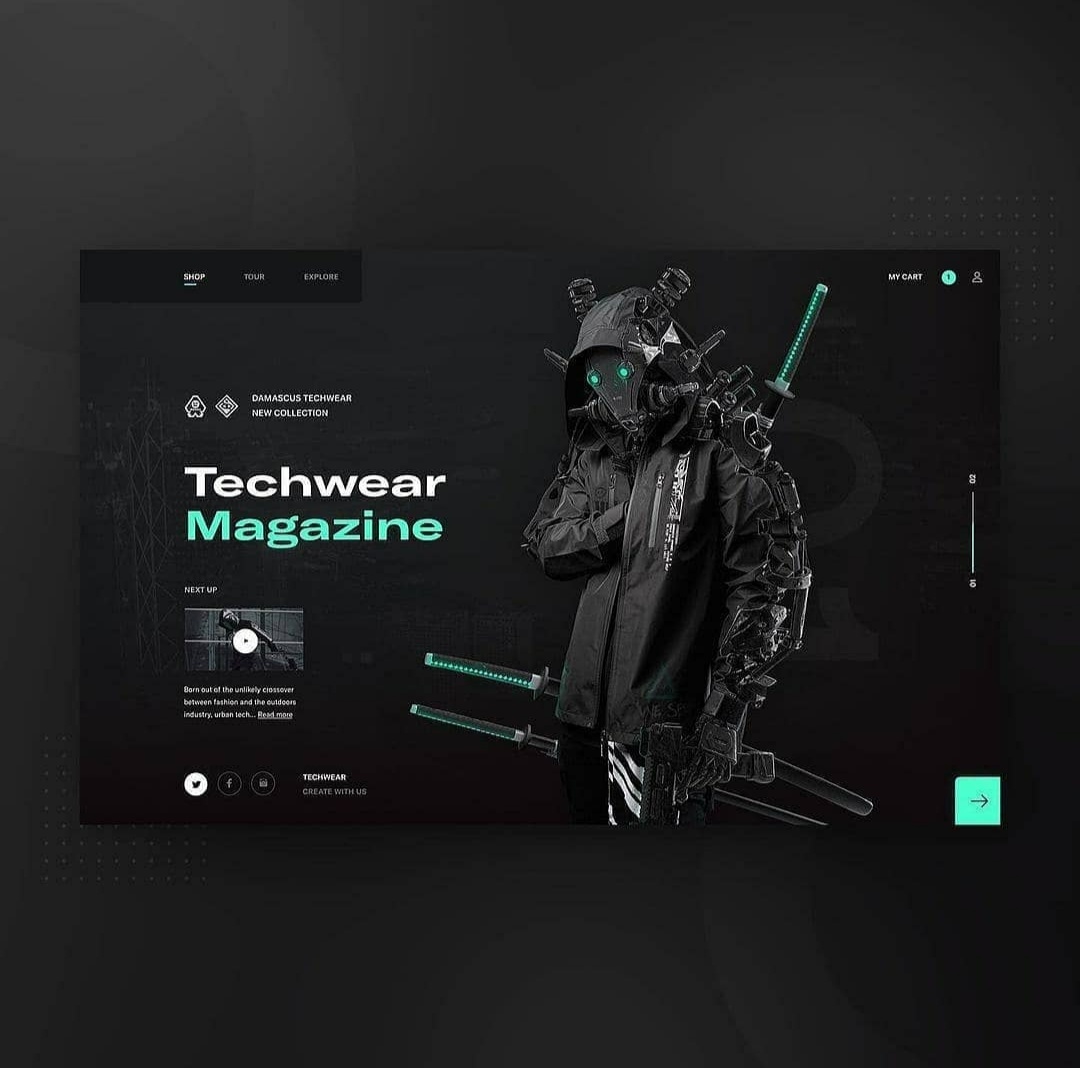 SHOP TOUR EXPLORE
MY CART 1
DAMASCUS TECHWEAR
NEW COLLECTION
Techwear
Magazine
02
01
NEXT UP
Born out of the unlikely crossover
between fashion and the outdoors
industry, urban tech... Read more
TECHWEAR
CREATE WITH US